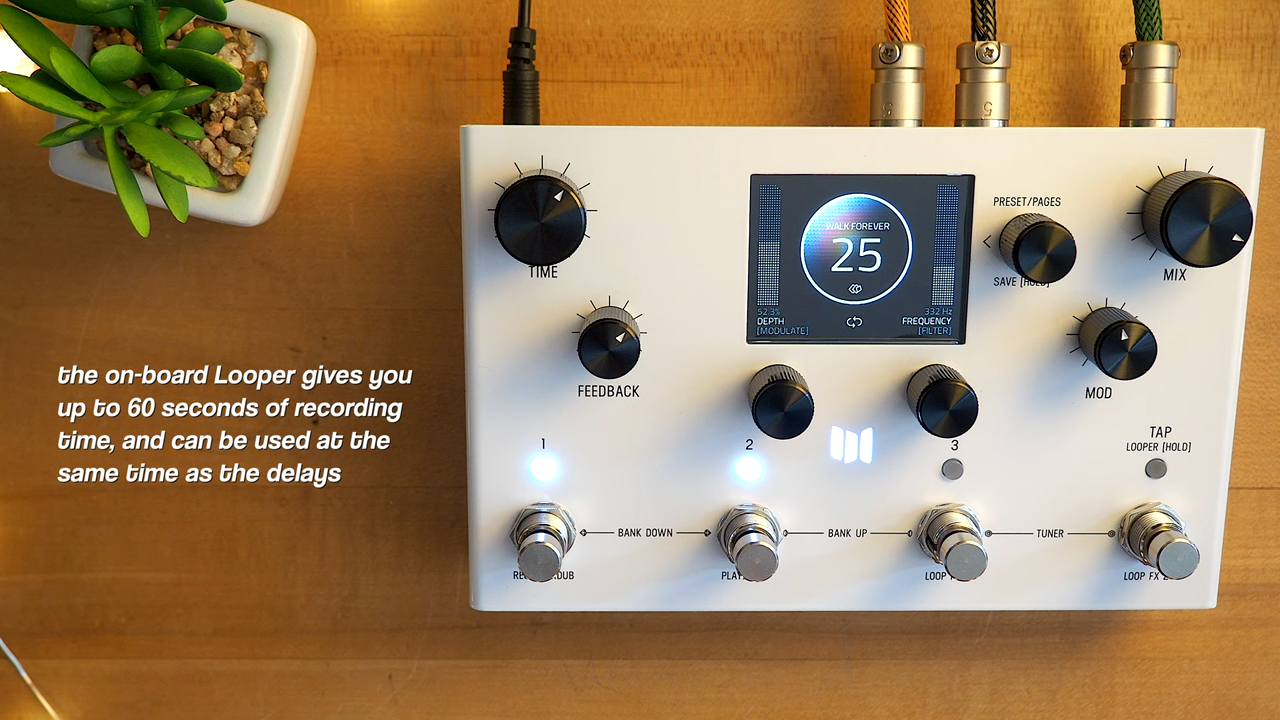 the on-board Looper gives you
up to 60 seconds of recording
time, and can be used at the
same time as the delays
TIME
FEEDBACK
WALK FOREVER
25
52.3%
DEPTH
[MODULATE]
332 Hz
FREQUENCY
[FILTER]
PRESET/PAGES
SAVE [HOLD]
MIX
MOD
1
2
3
TAP
LOOPER [HOLD]
BANK DOWN
BANK UP
TUNER
PLAY
LOOP
LOOP FX 2